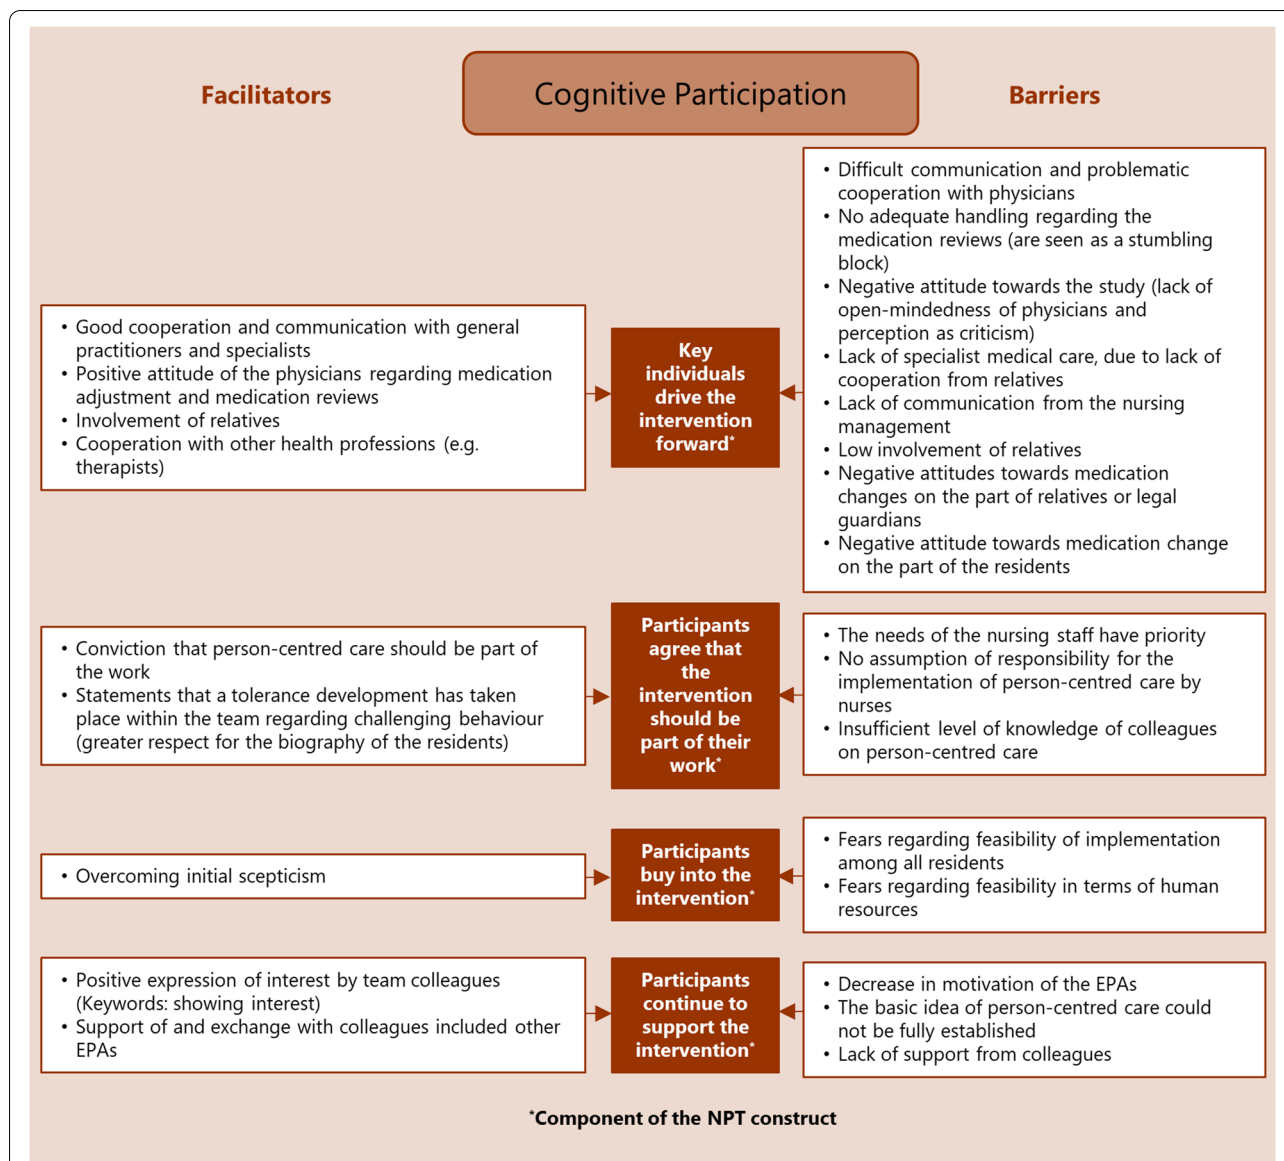 Facilitators
Cognitive Participation
Barriers
• Good cooperation and communication with general
practitioners and specialists
• Positive attitude of the physicians regarding medication
adjustment and medication reviews
• Involvement of relatives
• Cooperation with other health professions (e.g.
therapists)
Key
individuals
drive the
intervention
forward*
• Difficult communication and problematic
cooperation with physicians
• No adequate handling regarding the
medication reviews (are seen as a stumbling
block)
• Negative attitude towards the study (lack of
open-mindedness of physicians and
perception as criticism)
• Lack of specialist medical care, due to lack of
cooperation from relatives
• Lack of communication from the nursing
management
• Low involvement of relatives
• Negative attitudes towards medication
changes on the part of relatives or legal
guardians
• Negative attitude towards medication change
on the part of the residents
• Conviction that person-centred care should be part of
the work
• Statements that a tolerance development has taken
place within the team regarding challenging behaviour
(greater respect for the biography of the residents)
Participants
agree that
the
intervention
should be
part of their
work*
• The needs of the nursing staff have priority
• No assumption of responsibility for the
implementation of person-centred care by
nurses
• Insufficient level of knowledge of colleagues
on person-centred care
• Overcoming initial scepticism
Participants
buy into the
intervention*
• Fears regarding feasibility of implementation
among all residents
• Fears regarding feasibility in terms of human
resources
• Positive expression of interest by team colleagues
(Keywords: showing interest)
• Support of and exchange with colleagues included other
EPAs
Participants
continue to
support the
intervention*
• Decrease in motivation of the EPAs
• The basic idea of person-centred care could
not be fully established
• Lack of support from colleagues
*Component of the NPT construct